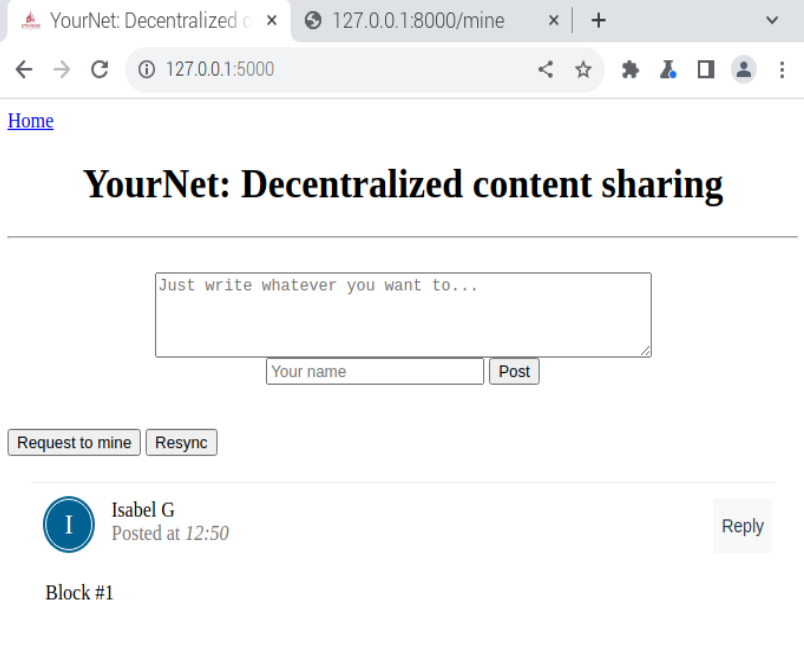 YourNet: Decentralized c
127.0.0.1:8000/mine
127.0.0.1:5000
Home
YourNet: Decentralized content sharing
Just write whatever you want to...
Your name
Post
Request to mine
Resync
I
Isabel G
Posted at 12:50
Reply
Block #1